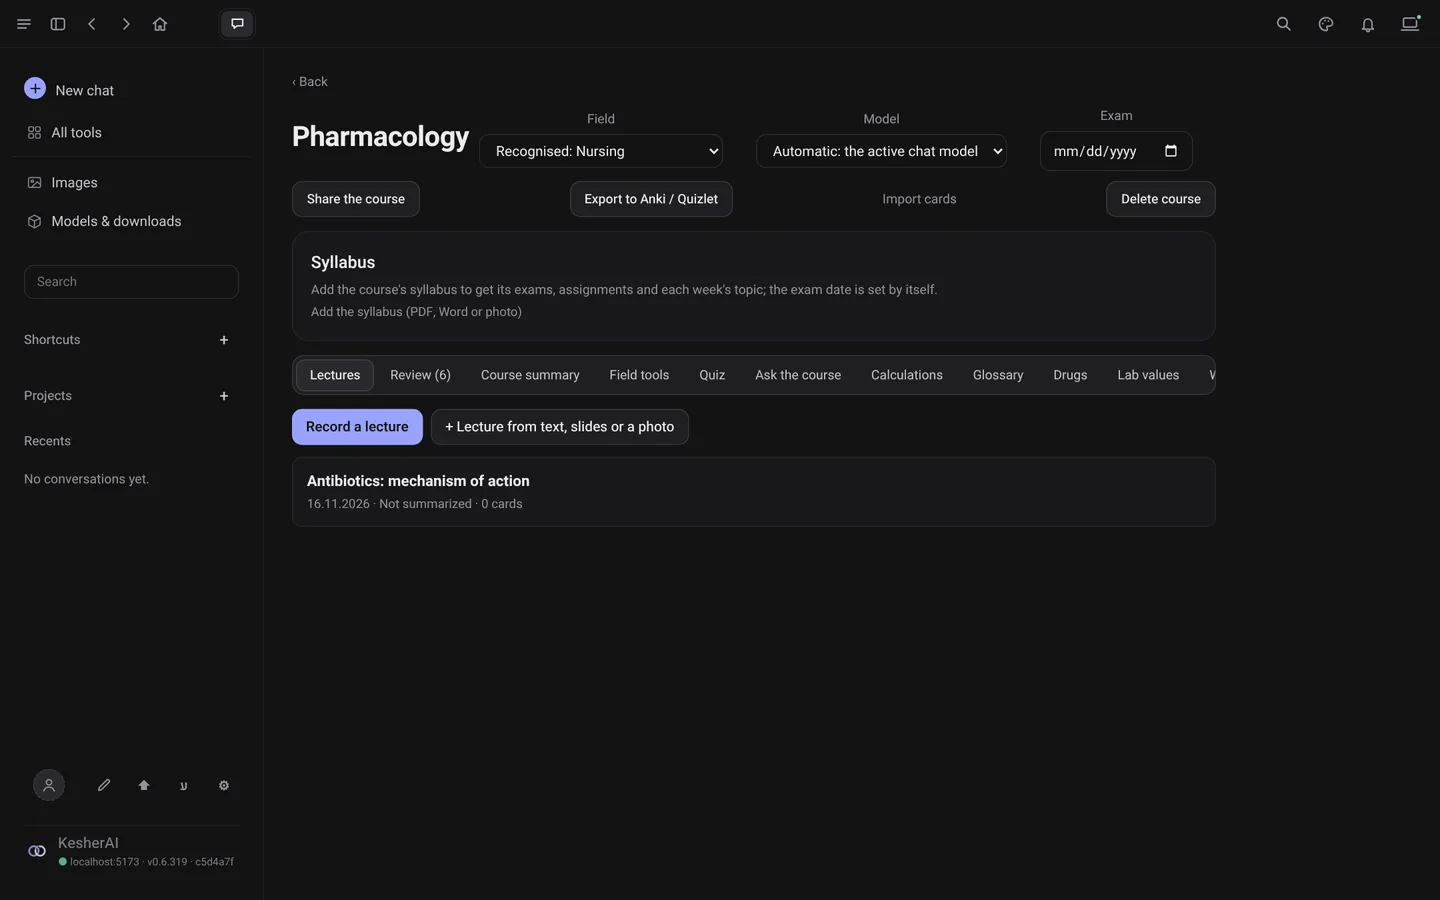 New chat
All tools
Images
Models & downloads
Search
Shortcuts
Projects
Recents
No conversations yet.
ע
KesherAI
localhost:5173 · v0.6.319 · c5d4a7f
‹ Back
Pharmacology
Field
Recognised: Nursing
Model
Automatic: the active chat model
Exam
mm/dd/yyyy
Share the course
Export to Anki / Quizlet
Import cards
Delete course
Syllabus
Add the course's syllabus to get its exams, assignments and each week's topic; the exam date is set by itself.
Add the syllabus (PDF, Word or photo)
Lectures Review (6) Course summary Field tools Quiz Ask the course Calculations Glossary Drugs Lab values
Record a lecture + Lecture from text, slides or a photo
Antibiotics: mechanism of action
16.11.2026 · Not summarized · 0 cards